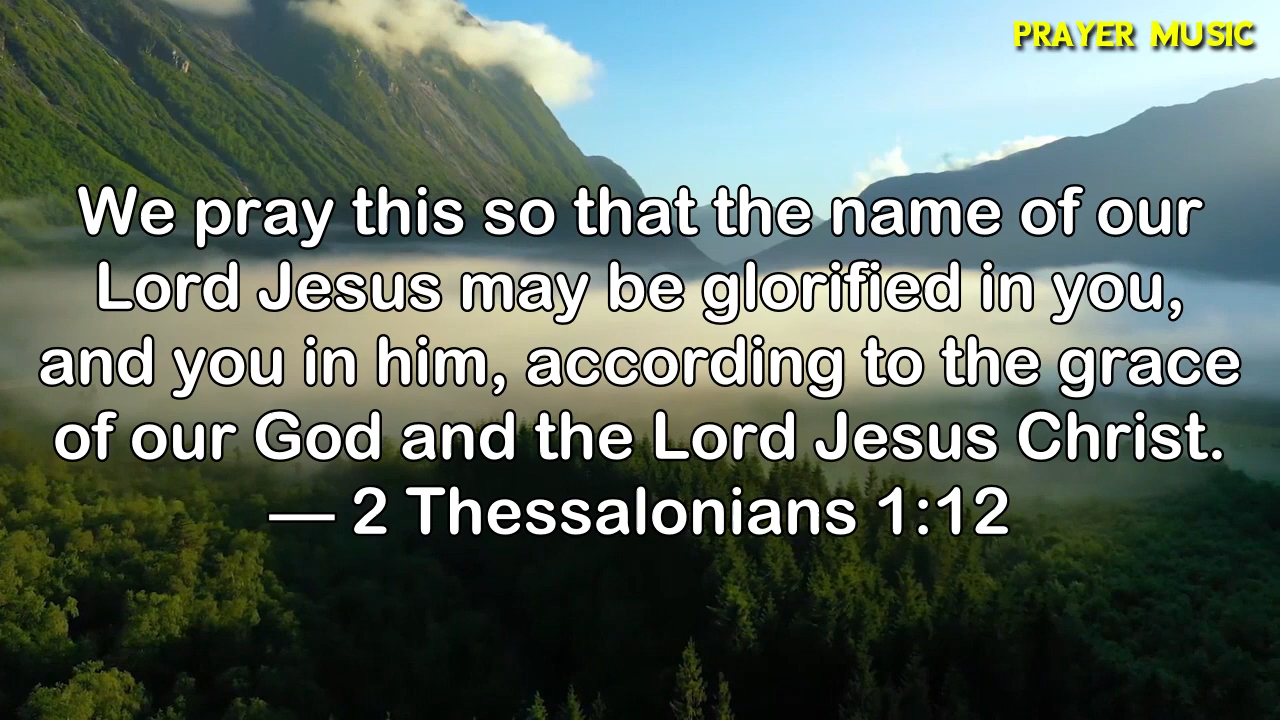 PRAYER MUSIC
We pray this so that the name of our
Lord Jesus may be glorified in you,
and you in him, according to the grace
of our God and the Lord Jesus Christ.
— 2 Thessalonians 1:12